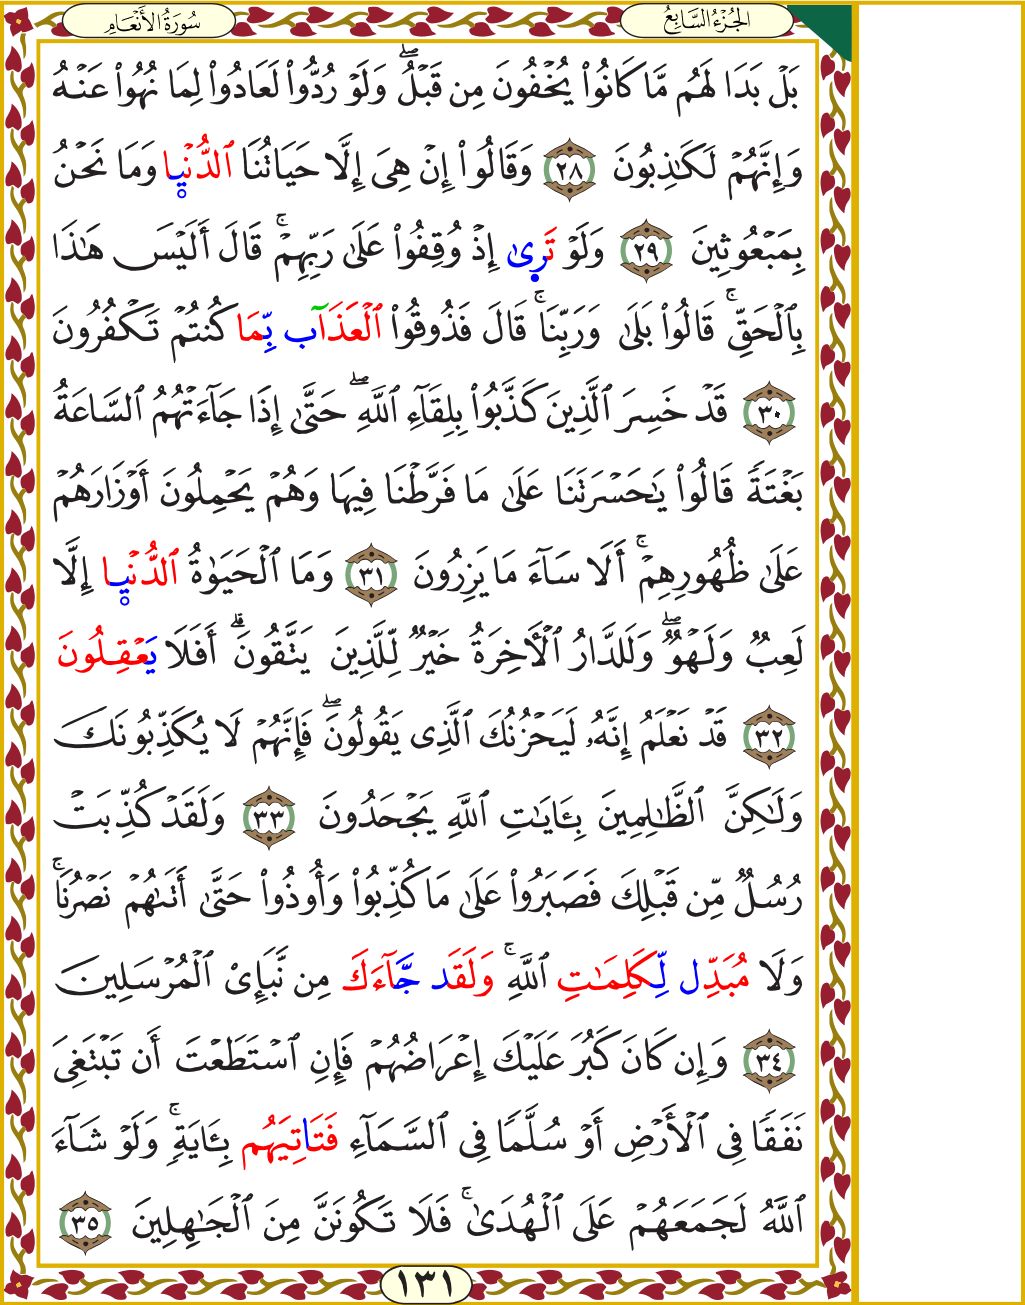 الجُزْءُ السَّابِعُ
سُورَةُ الأَنْعَامِ
بَلْ بَدَا لَهُم مَّا كَانُوا۟ يُخْفُونَ مِن قَبْلُ ۖ وَلَوْ رُدُّوا۟ لَعَادُوا۟ لِمَا نُهُوا۟ عَنْهُ
وَإِنَّهُمْ لَكَـٰذِبُونَ ٢٨ وَقَالُوٓا۟ إِنْ هِىَ إِلَّا حَيَاتُنَا ٱلدُّنْيٜا وَمَا نَحْنُ
بِمَبْعُوثِينَ ٢٩ وَلَوْ تَرٜىٰ إِذْ وُقِفُوا۟ عَلَىٰ رَبِّهِمْ ۚ قَالَ أَلَيْسَ هَـٰذَا
بِٱلْحَقِّ ۚ قَالُوا۟ بَلَىٰ وَرَبِّنَا ۚ قَالَ فَذُوقُوا۟ ٱلْعَذَآب بِّمَا كُنتُمْ تَكْفُرُونَ
٣٠ قَدْ خَسِرَ ٱلَّذِينَ كَذَّبُوا۟ بِلِقَآءِ ٱللَّهِ ۖ حَتَّىٰٓ إِذَا جَآءَتْهُمُ ٱلسَّاعَةُ
بَغْتَةً قَالُوا۟ يَـٰحَسْرَتَنَا عَلَىٰ مَا فَرَّطْنَا فِيهَا وَهُمْ يَحْمِلُونَ أَوْزَارَهُمْ
عَلَىٰ ظُهُورِهِمْ ۚ أَلَا سَآءَ مَا يَزِرُونَ ٣١ وَمَا ٱلْحَيَوٰةُ ٱلدُّنْيٜا إِلَّا
لَعِبٌ وَلَهْوٌ ۖ وَلَلدَّارُ ٱلْأَخِرَةُ خَيْرٌ لِّلَّذِينَ يَتَّقُونَ ۗ أَفَلَا يَعْقِلُونَ
٣٢ قَدْ نَعْلَمُ إِنَّهُۥ لَيَحْزُنُكَ ٱلَّذِى يَقُولُونَ ۖ فَإِنَّهُمْ لَا يُكَذِّبُونَكَ
وَلَـٰكِنَّ ٱلظَّـٰلِمِينَ بِـَٔايَـٰتِ ٱللَّهِ يَجْحَدُونَ ٣٣ وَلَقَدْ كُذِّبَتْ
رُسُلٌ مِّن قَبْلِكَ فَصَبَرُوا۟ عَلَىٰ مَا كُذِّبُوا۟ وَأُوذُوا۟ حَتَّىٰٓ أَتَىٰهُمْ نَصْرُنَا ۚ
وَلَا مُبَدِّل لِّكَلِمَـٰتِ ٱللَّهِ ۚ وَلَقَد جَّآءَكَ مِن نَّبَإِى۟ ٱلْمُرْسَلِينَ
٣٤ وَإِن كَانَ كَبُرَ عَلَيْكَ إِعْرَاضُهُمْ فَإِنِ ٱسْتَطَعْتَ أَن تَبْتَغِىَ
نَفَقًا فِى ٱلْأَرْضِ أَوْ سُلَّمًا فِى ٱلسَّمَآءِ فَتَاتِيَهُم بِـَٔايَةٍ ۚ وَلَوْ شَآءَ
ٱللَّهُ لَجَمَعَهُمْ عَلَى ٱلْهُدَىٰ ۚ فَلَا تَكُونَنَّ مِنَ ٱلْجَـٰهِلِينَ ٣٥
١٣١